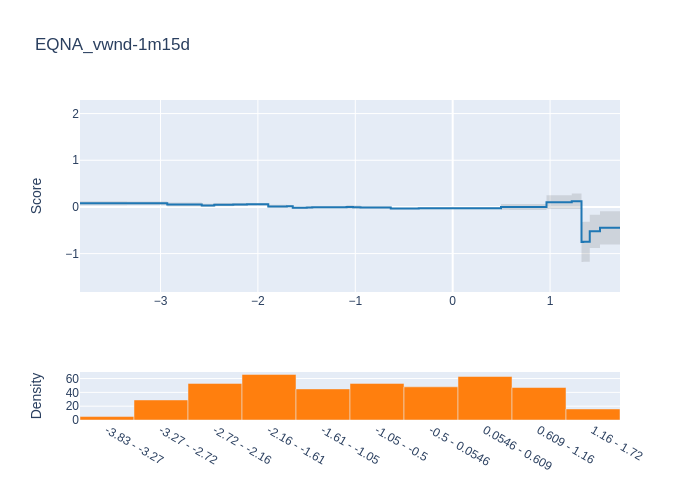 EQNA_vwnd-1m15d
Score
2
1
0
−1
−3
−2
−1
0
1
Density
60
40
20
0
-3.83 - -3.27
-3.27 - -2.72
-2.72 - -2.16
-2.16 - -1.61
-1.61 - -1.05
-1.05 - -0.5
-0.5 - 0.0546
0.0546 - 0.609
0.609 - 1.16
1.16 - 1.72